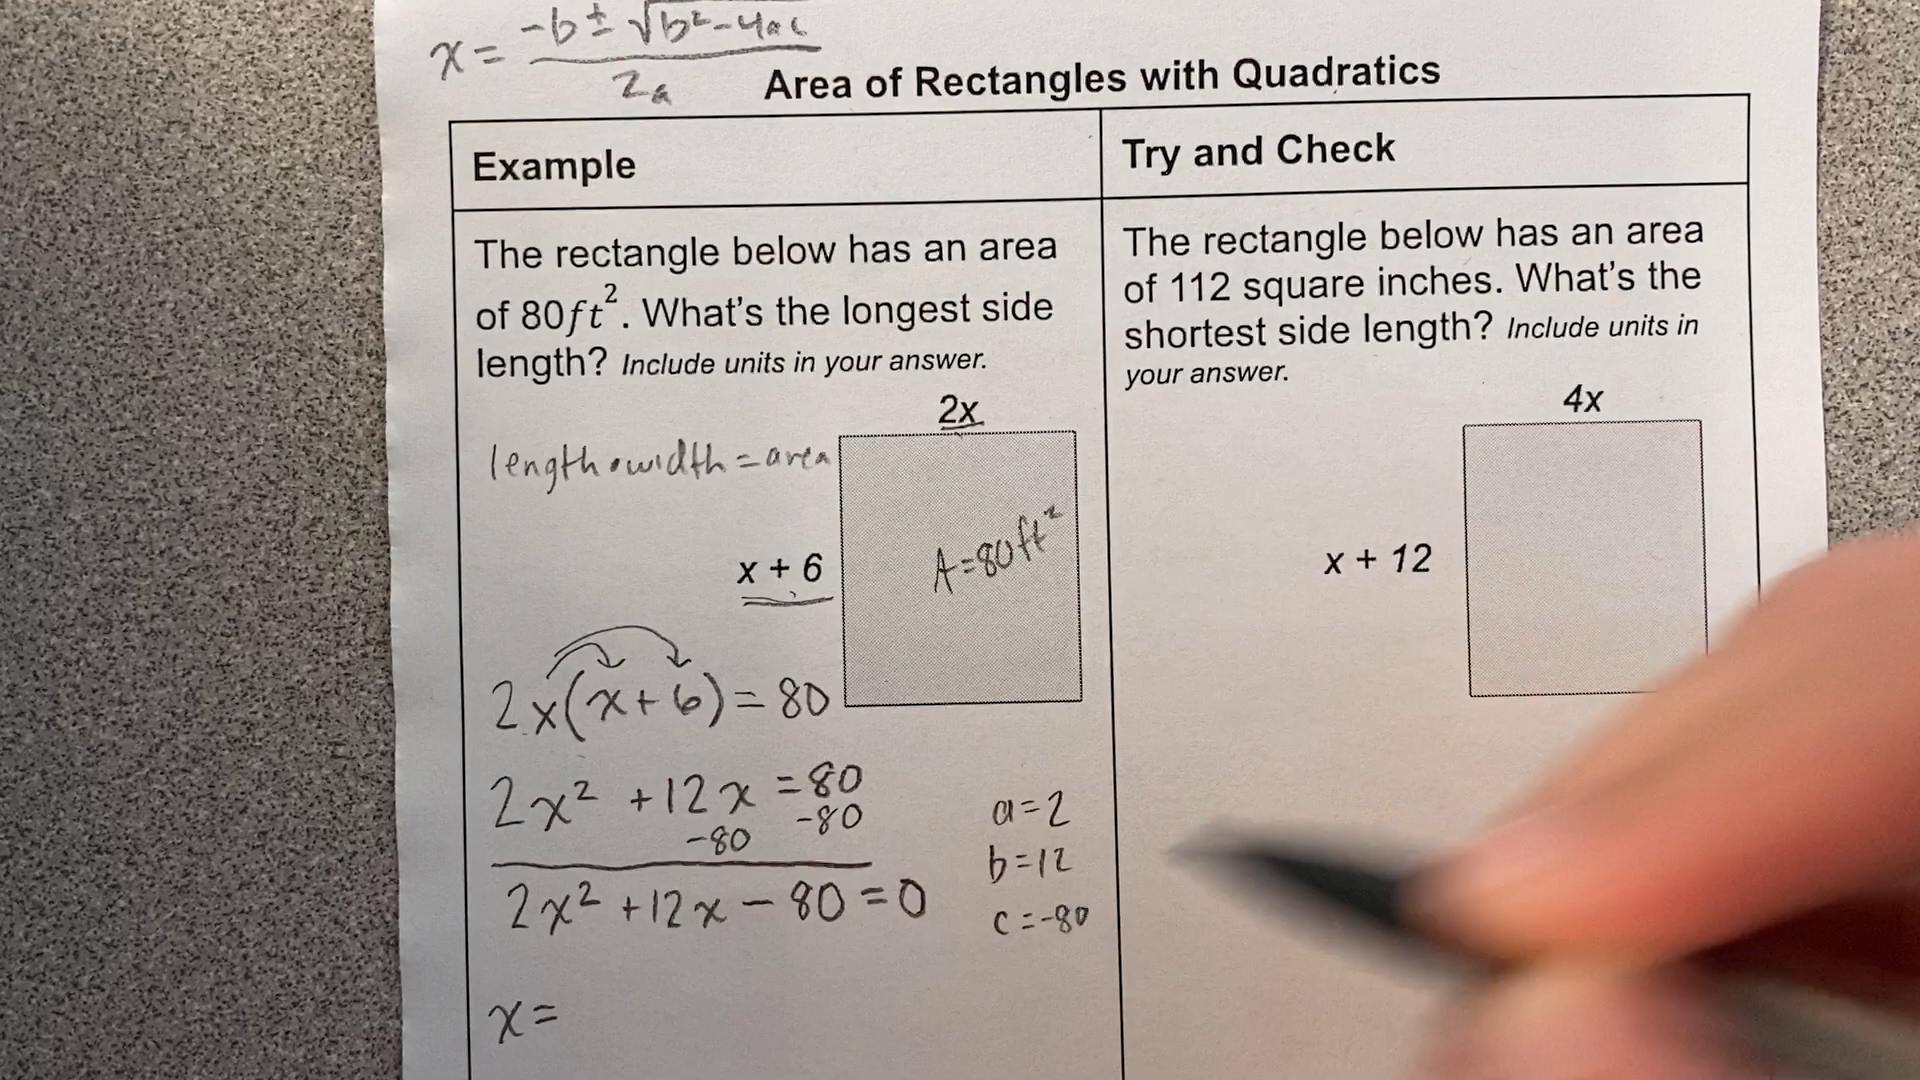 x = -b ± √b² - 4ac
2a
Area of Rectangles with Quadratics
Example
The rectangle below has an area
of 80ft². What's the longest side
length? Include units in your answer.
2x
length • width = area
x + 6
A = 80ft²
2x(x + 6) = 80
2x² + 12x = 80
-80 -80
2x² + 12x - 80 = 0
a = 2
b = 12
c = -80
x =
Try and Check
The rectangle below has an area
of 112 square inches. What's the
shortest side length? Include units in
your answer.
4x
x + 12